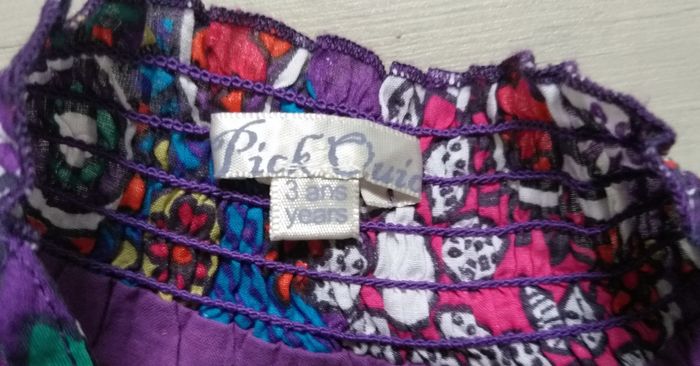 Pick Ouic
3 ans
years